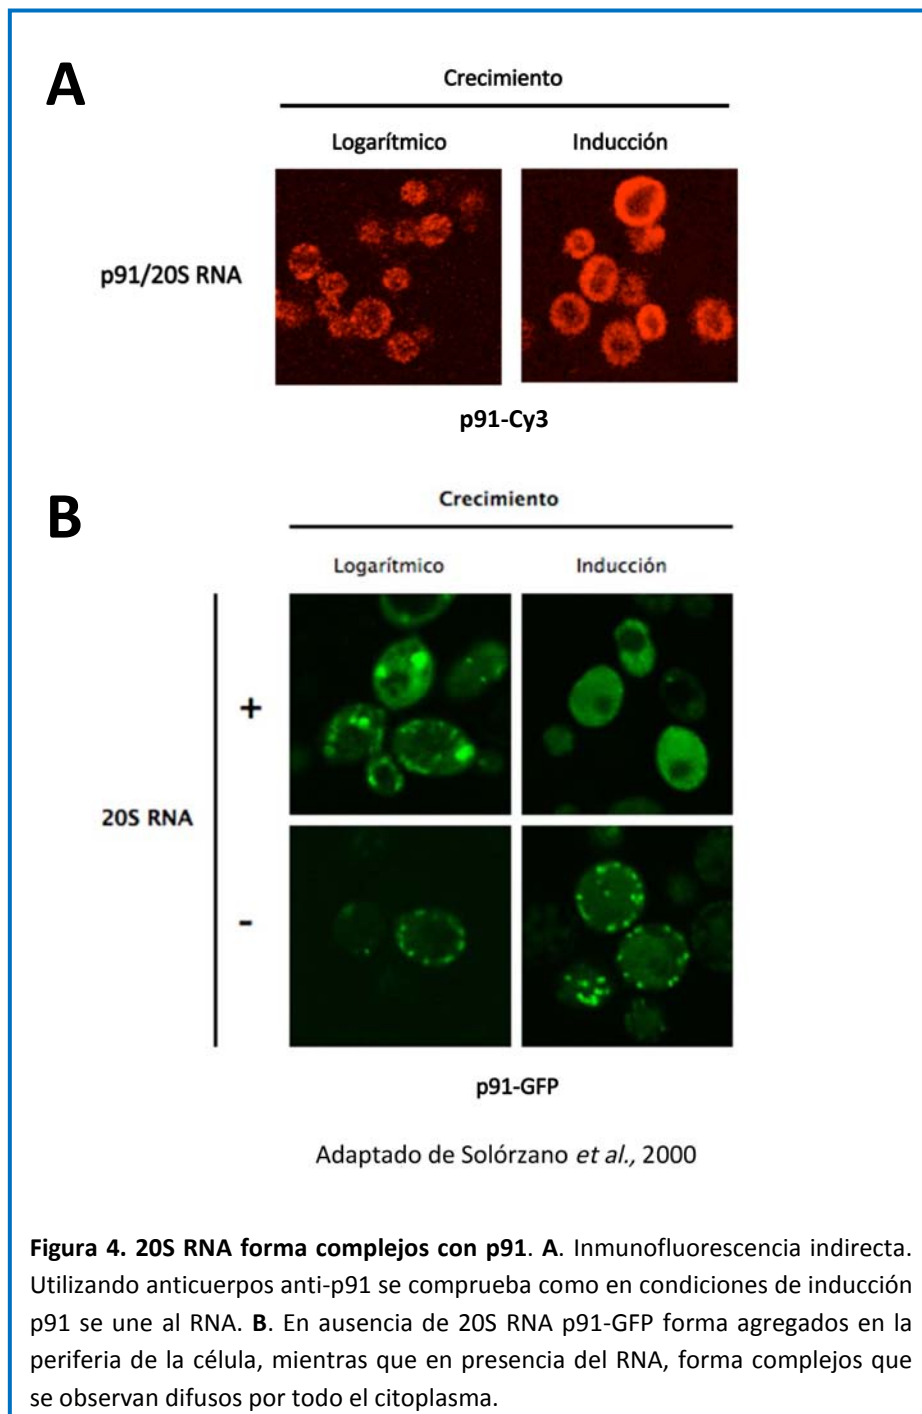 A
Crecimiento
Logarítmico Inducción
p91/20S RNA
p91-Cy3
B
Crecimiento
Logarítmico Inducción
+
20S RNA
-
p91-GFP
Adaptado de Solórzano et al., 2000
Figura 4. 20S RNA forma complejos con p91. A. Inmunofluorescencia indirecta.
Utilizando anticuerpos anti-p91 se comprueba como en condiciones de inducción
p91 se une al RNA. B. En ausencia de 20S RNA p91-GFP forma agregados en la
periferia de la célula, mientras que en presencia del RNA, forma complejos que
se observan difusos por todo el citoplasma.